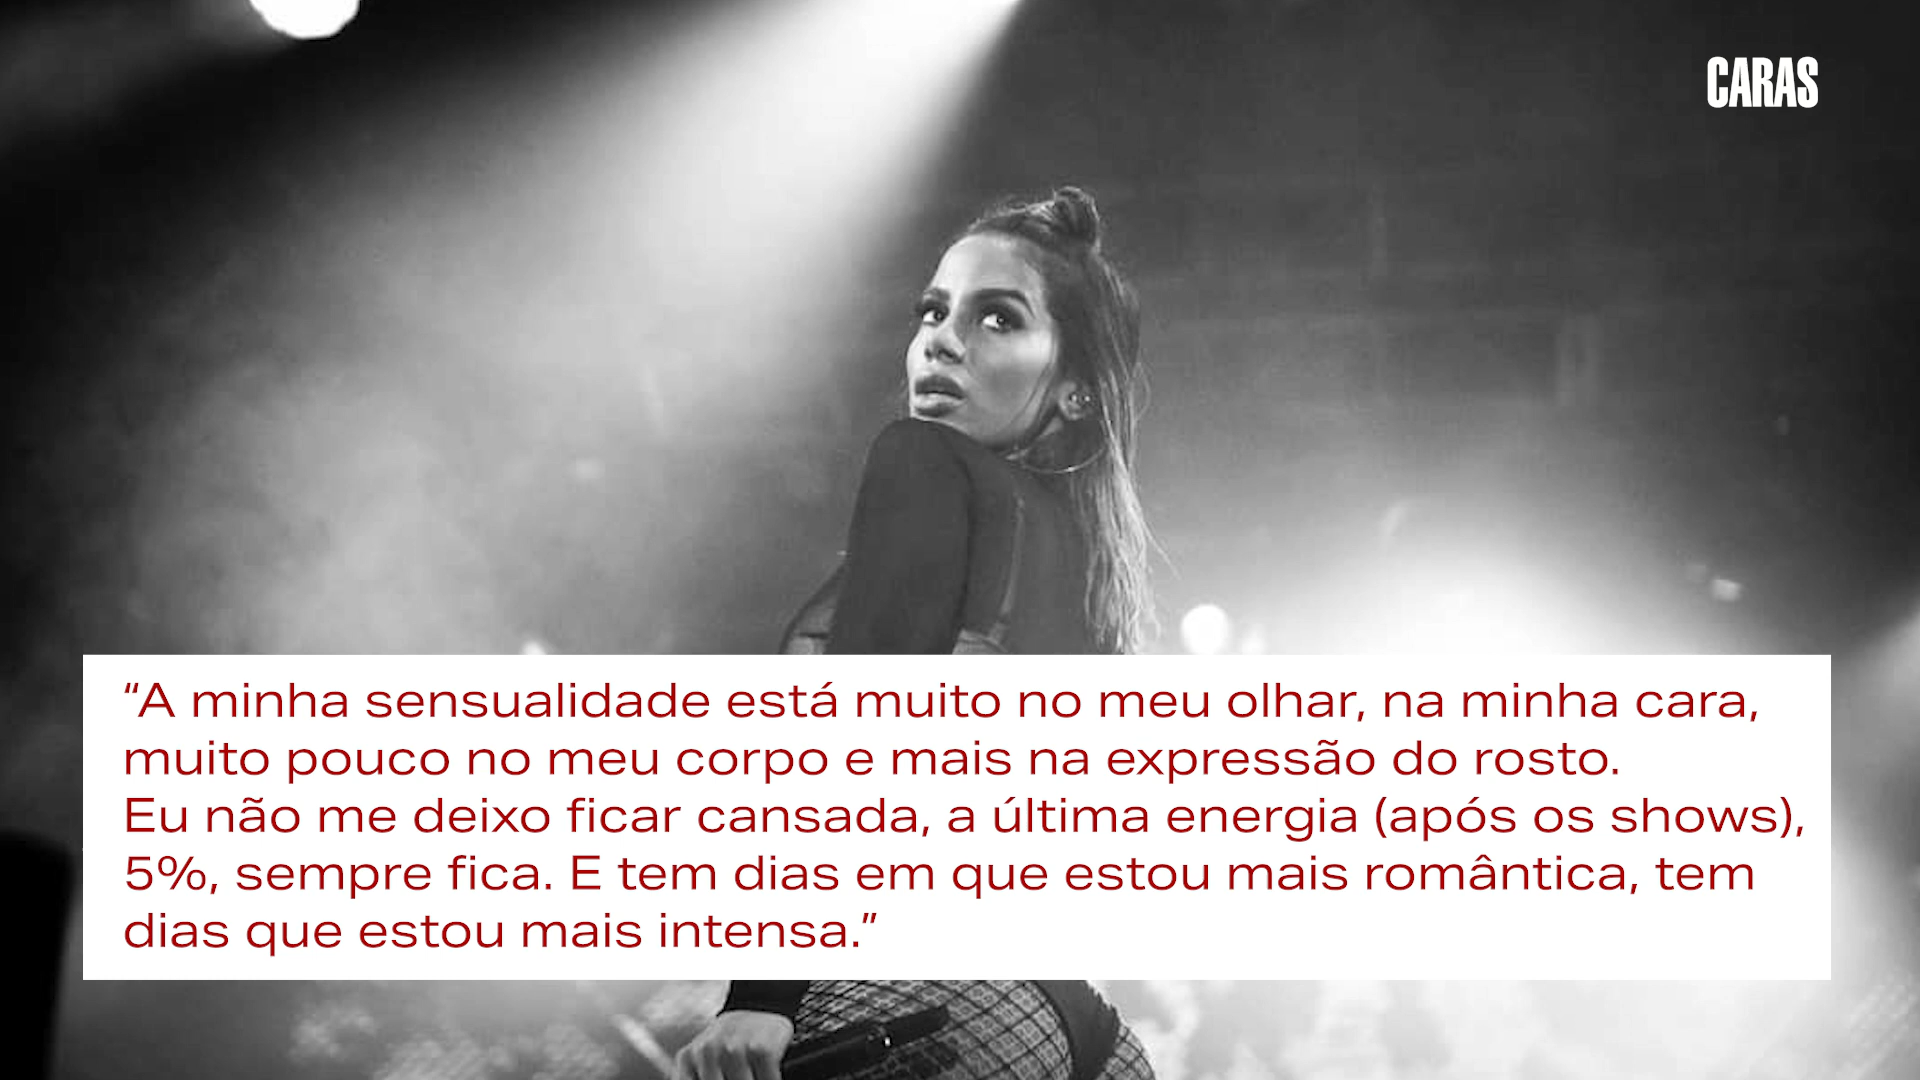 CARAS
“A minha sensualidade está muito no meu olhar, na minha cara,
muito pouco no meu corpo e mais na expressão do rosto.
Eu não me deixo ficar cansada, a última energia (após os shows),
5%, sempre fica. E tem dias em que estou mais romântica, tem
dias que estou mais intensa.”